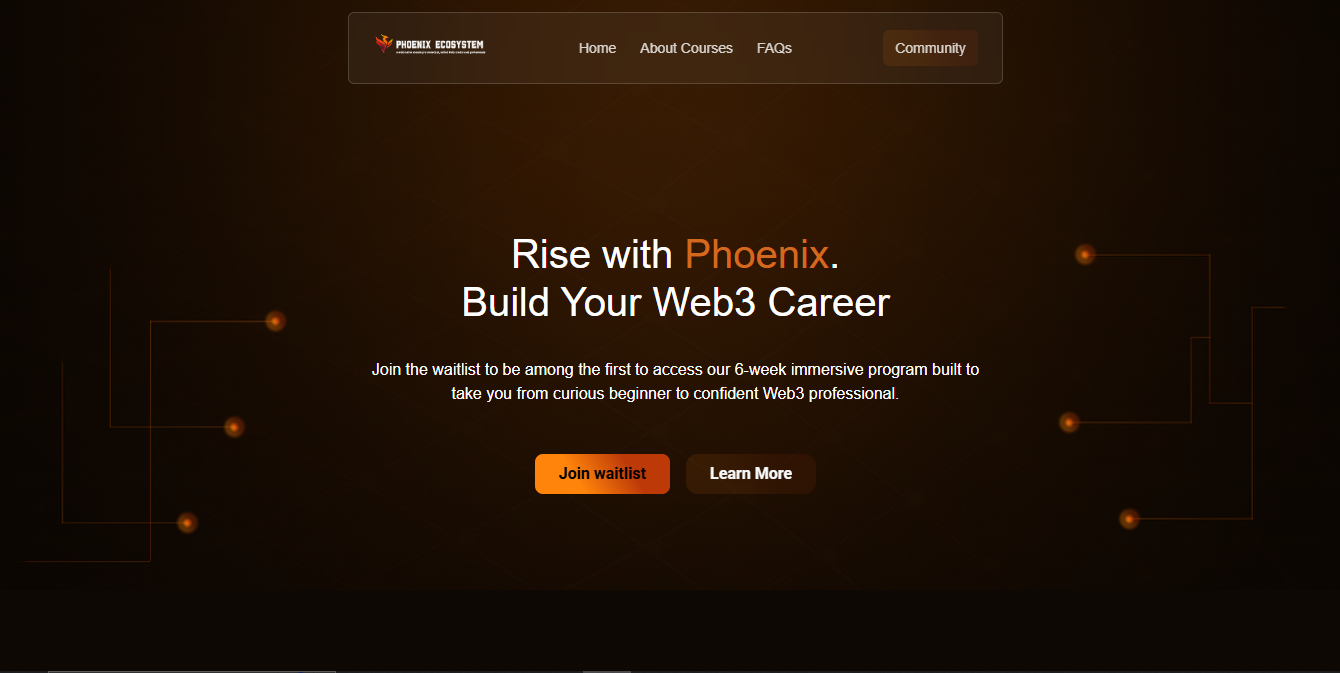 PHOENIX ECOSYSTEM
Home
About Courses
FAQs
Community
Rise with Phoenix.
Build Your Web3 Career
Join the waitlist to be among the first to access our 6-week immersive program built to
take you from curious beginner to confident Web3 professional.
Join waitlist
Learn More